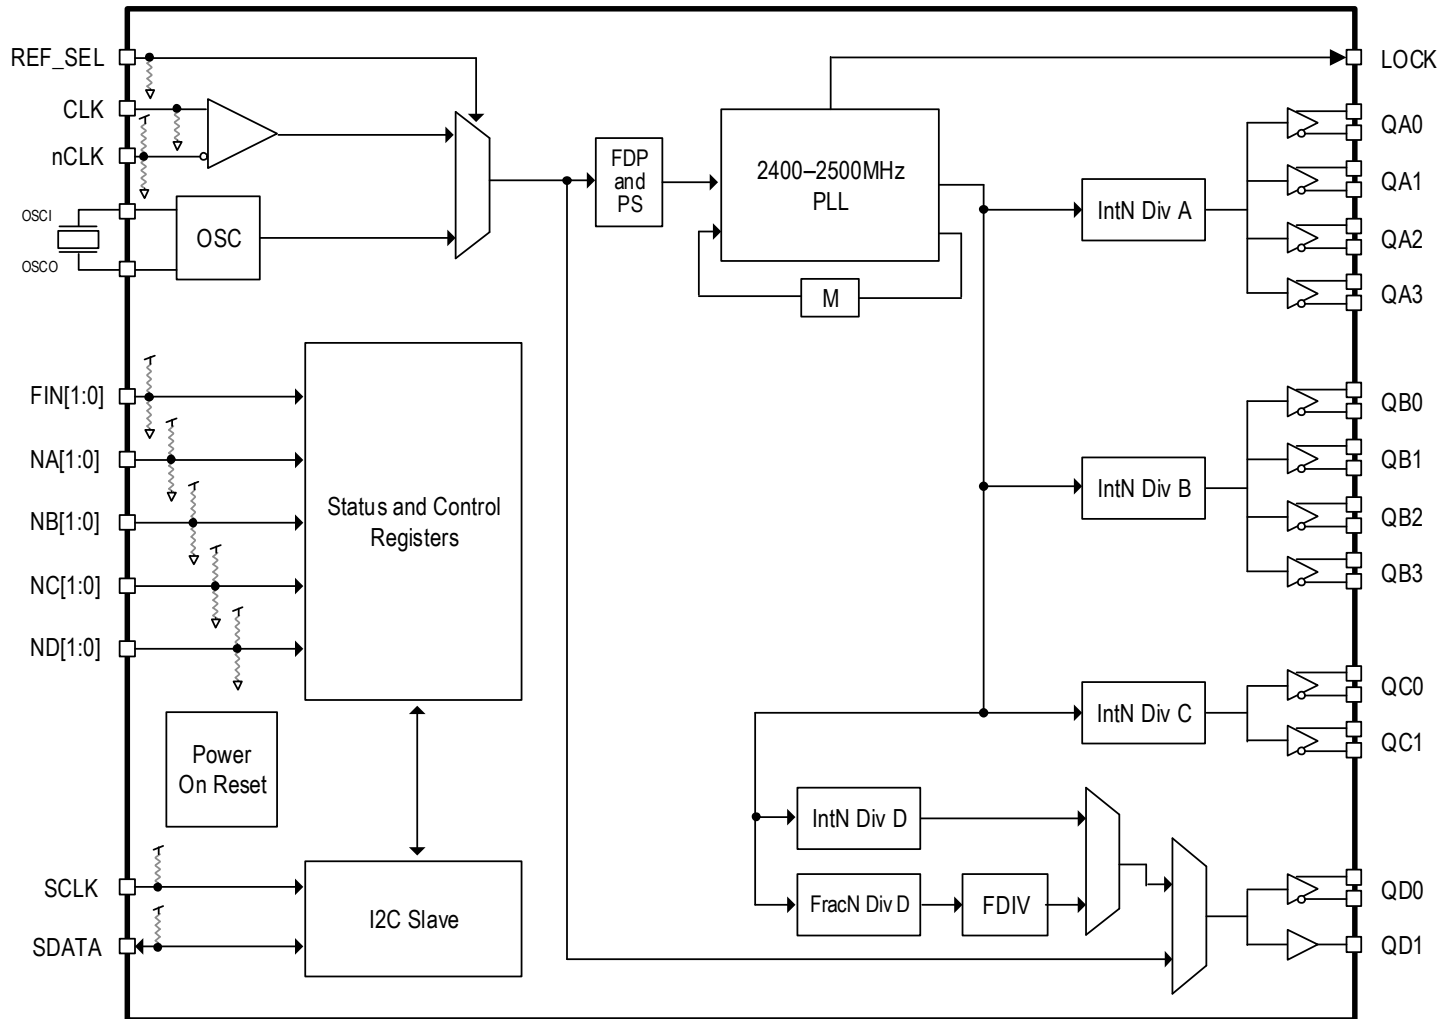 REF_SEL
CLK
nCLK
OSCI
OSCO
OSC
FDP
and
PS
2400–2500MHz
PLL
M
LOCK
IntN Div A
QA0
QA1
QA2
QA3
FIN[1:0]
NA[1:0]
NB[1:0]
NC[1:0]
ND[1:0]
Status and Control
Registers
IntN Div B
QB0
QB1
QB2
QB3
IntN Div C
QC0
QC1
Power
On Reset
IntN Div D
FracN Div D
FDIV
SCLK
SDATA
I2C Slave
QD0
QD1